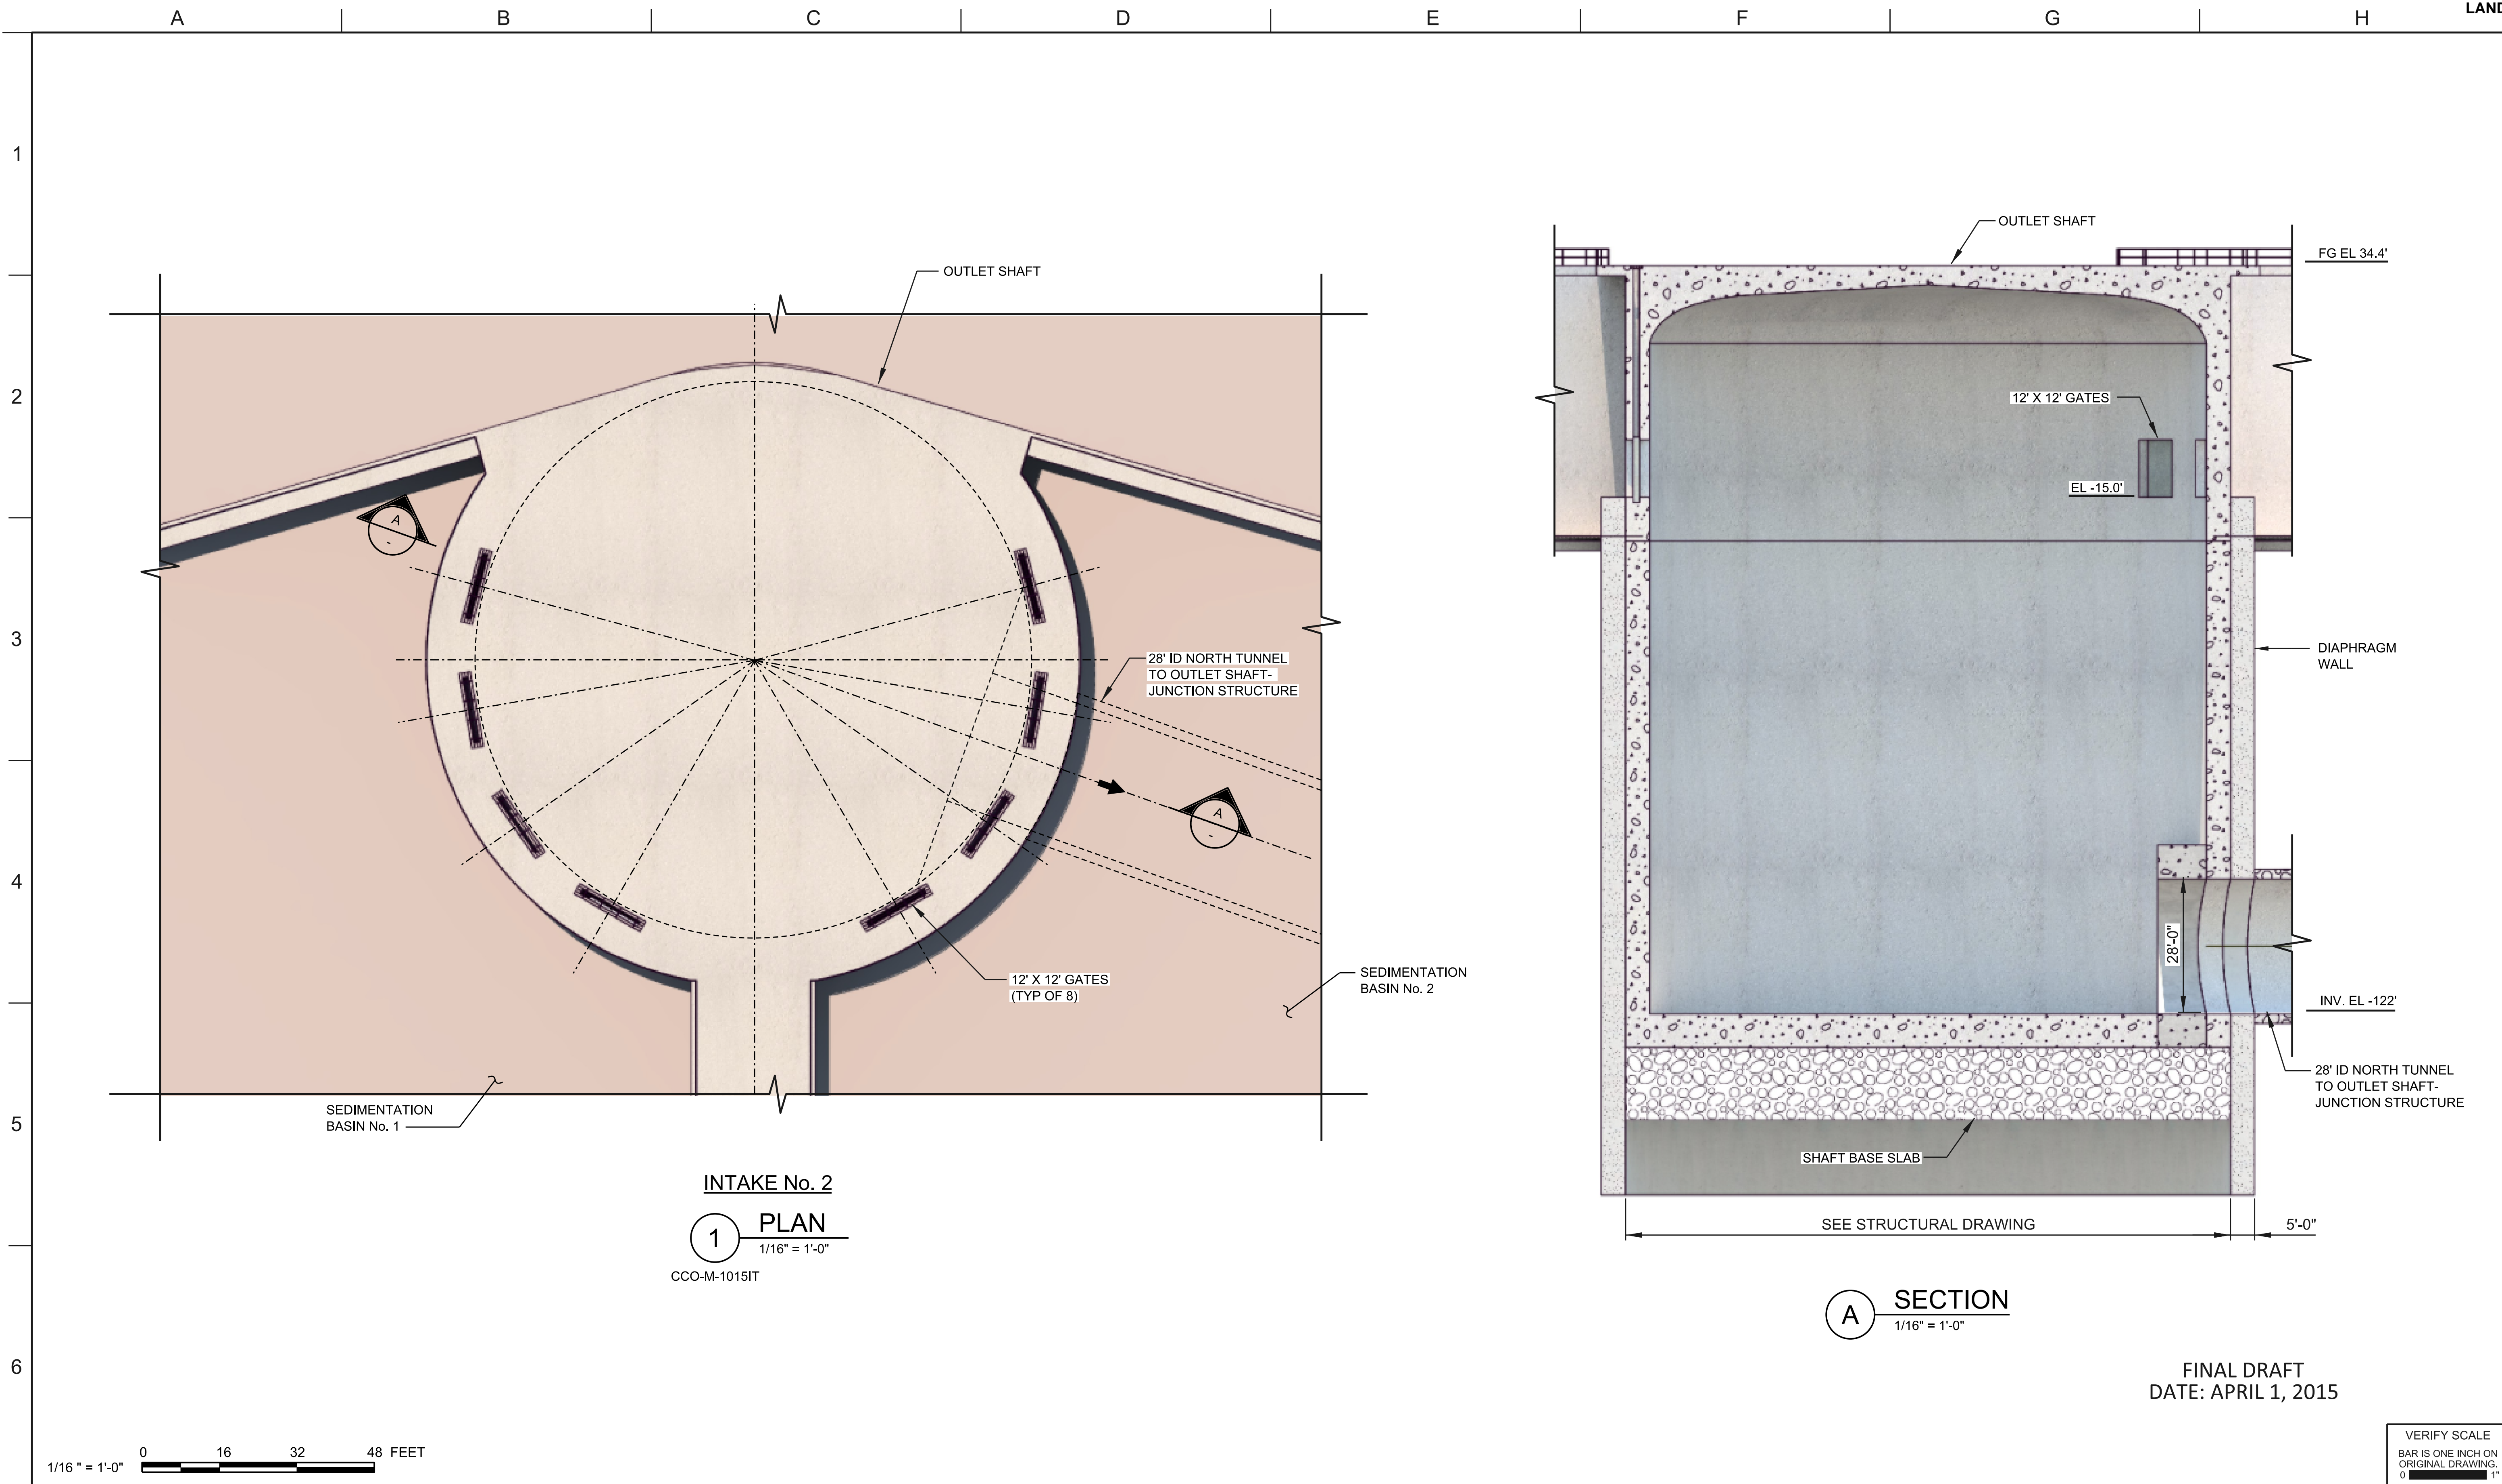 A B C D E F G H
LAND
1
2
3
4
5
6
OUTLET SHAFT
A
-
28' ID NORTH TUNNEL
TO OUTLET SHAFT-
JUNCTION STRUCTURE
A
-
12' X 12' GATES
(TYP OF 8)
SEDIMENTATION
BASIN No. 2
SEDIMENTATION
BASIN No. 1
INTAKE No. 2
1
PLAN
1/16" = 1'-0"
CCO-M-1015IT
OUTLET SHAFT
FG EL 34.4'
12' X 12' GATES
EL -15.0'
DIAPHRAGM
WALL
28'-0"
INV. EL -122'
28' ID NORTH TUNNEL
TO OUTLET SHAFT-
JUNCTION STRUCTURE
SHAFT BASE SLAB
SEE STRUCTURAL DRAWING
5'-0"
A
SECTION
1/16" = 1'-0"
FINAL DRAFT
DATE: APRIL 1, 2015
0 16 32 48 FEET
1/16 " = 1'-0"
VERIFY SCALE
BAR IS ONE INCH ON
ORIGINAL DRAWING.
0 1"